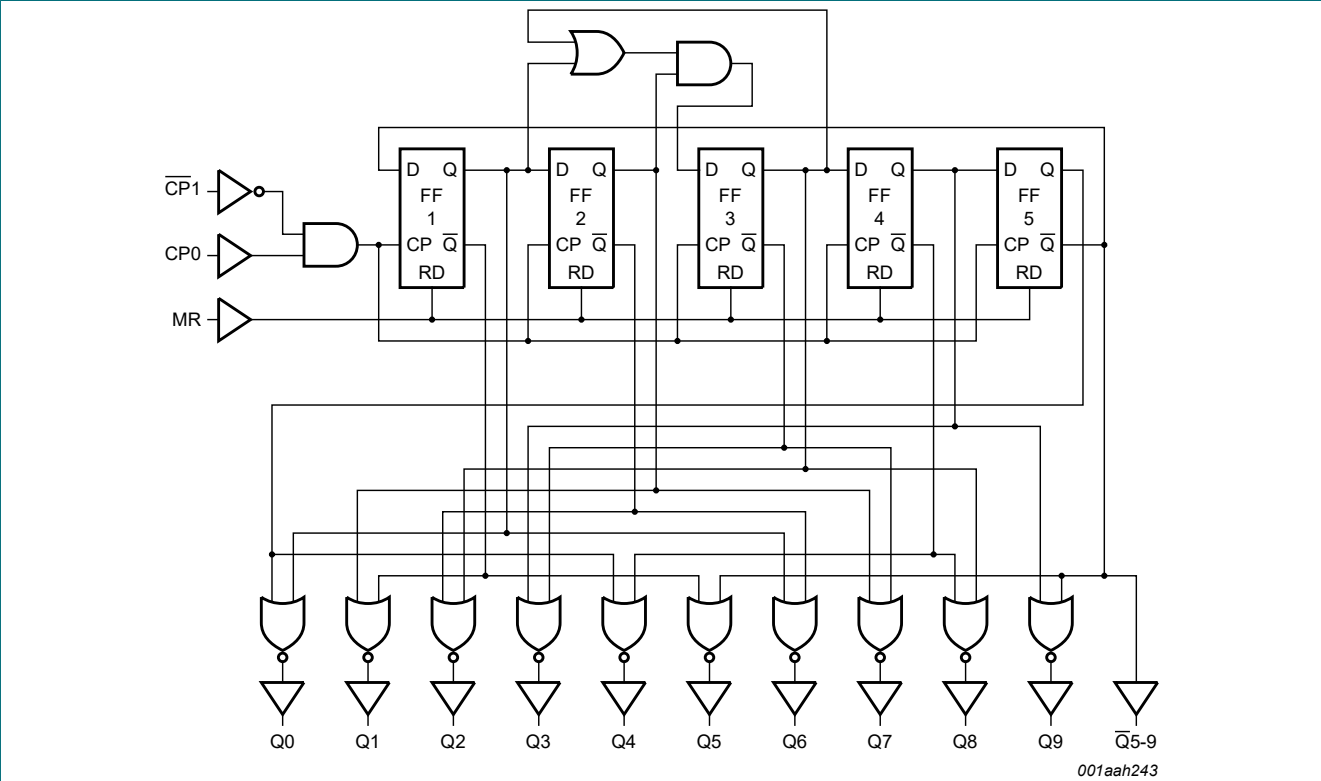 D Q
FF
1
CP Q̅
RD
D Q
FF
2
CP Q̅
RD
D Q
FF
3
CP Q̅
RD
D Q
FF
4
CP Q̅
RD
D Q
FF
5
CP Q̅
RD
C̅P̅1
CP0
MR
Q0
Q1
Q2
Q3
Q4
Q5
Q6
Q7
Q8
Q9
Q̅5-9
001aah243